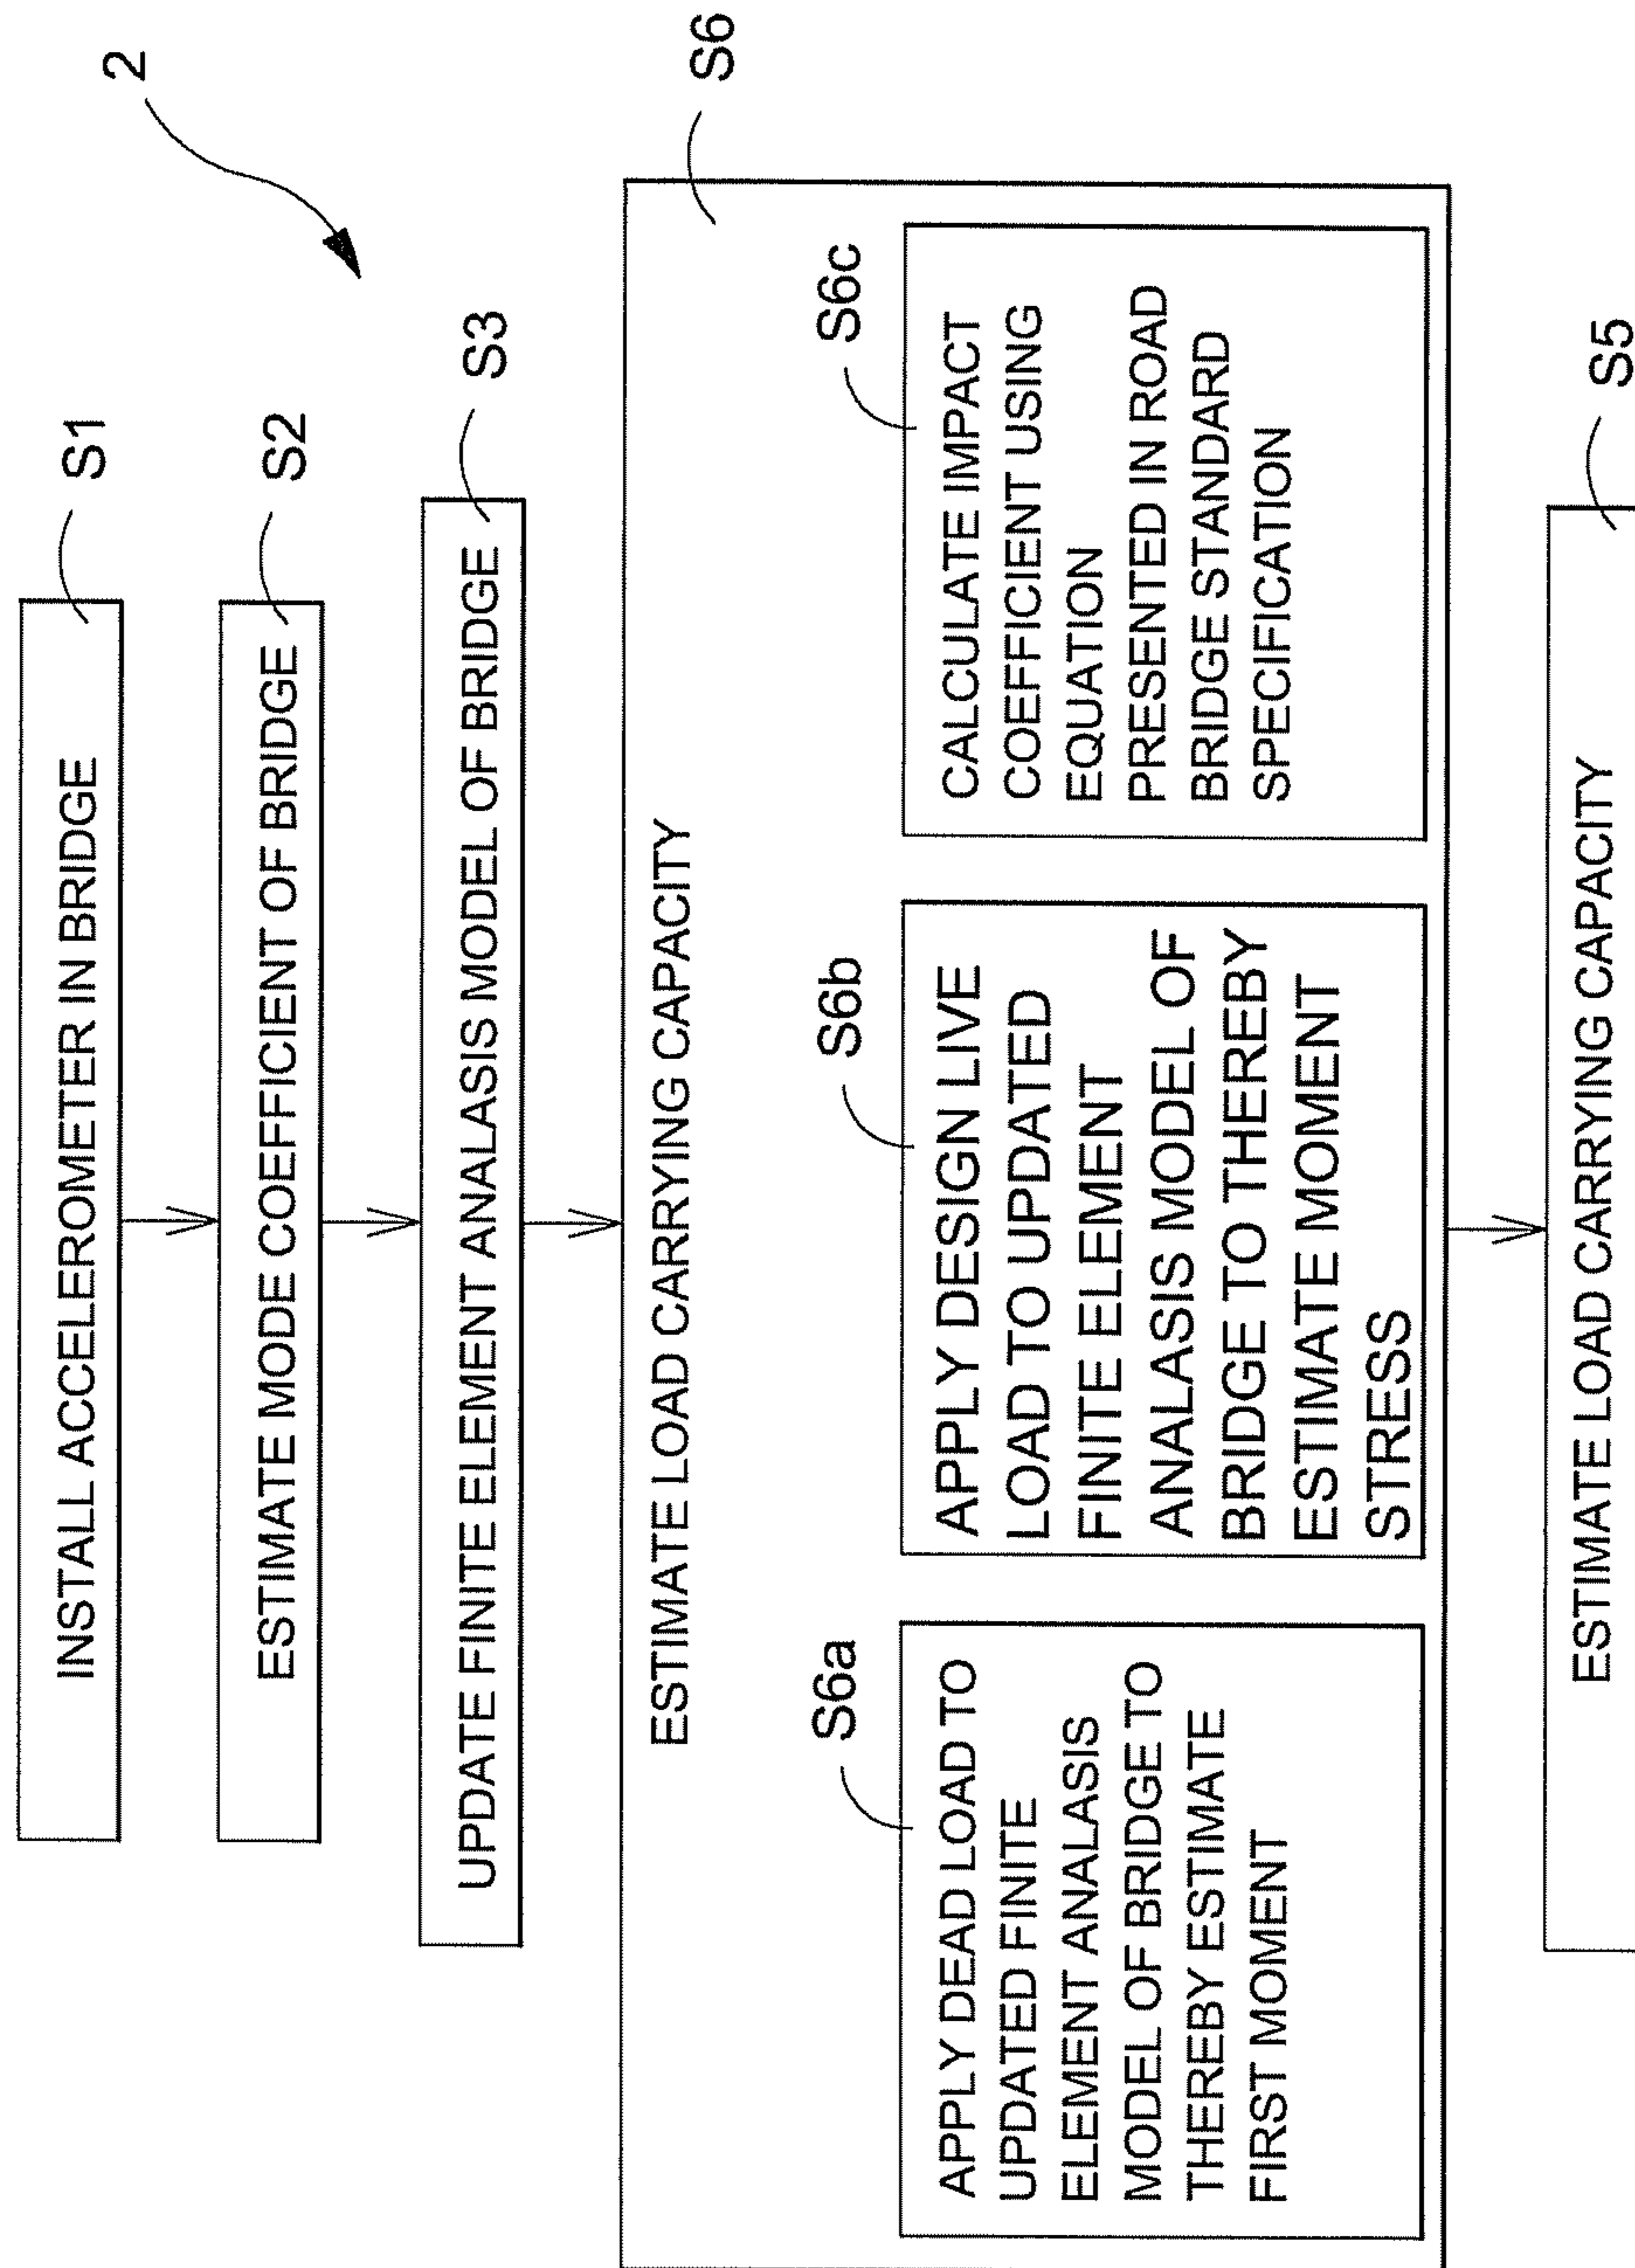 2
INSTALL ACCELEROMETER IN BRIDGE
S1
ESTIMATE MODE COEFFICIENT OF BRIDGE
S2
UPDATE FINITE ELEMENT ANALASIS MODEL OF BRIDGE
S3
ESTIMATE LOAD CARRYING CAPACITY
S6
S6a
APPLY DEAD LOAD TO
UPDATED FINITE
ELEMENT ANALASIS
MODEL OF BRIDGE TO
THEREBY ESTIMATE
FIRST MOMENT
S6b
APPLY DESIGN LIVE
LOAD TO UPDATED
FINITE ELEMENT
ANALASIS MODEL OF
BRIDGE TO THEREBY
ESTIMATE MOMENT
STRESS
S6c
CALCULATE IMPACT
COEFFICIENT USING
EQUATION
PRESENTED IN ROAD
BRIDGE STANDARD
SPECIFICATION
ESTIMATE LOAD CARRYING CAPACITY
S5